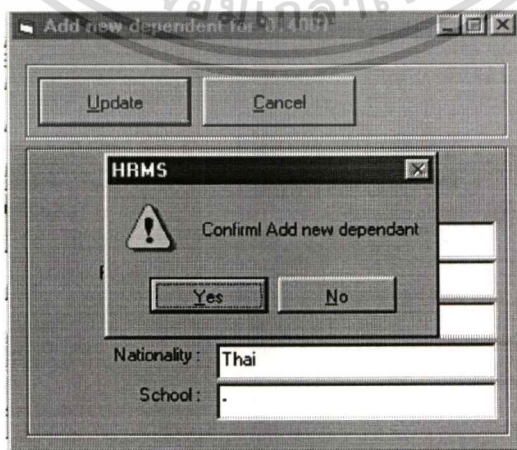 Add new dependent for
Update
Cancel
HRMS
Confirm! Add new dependant
Yes
No
Nationality :
Thai
School :
-